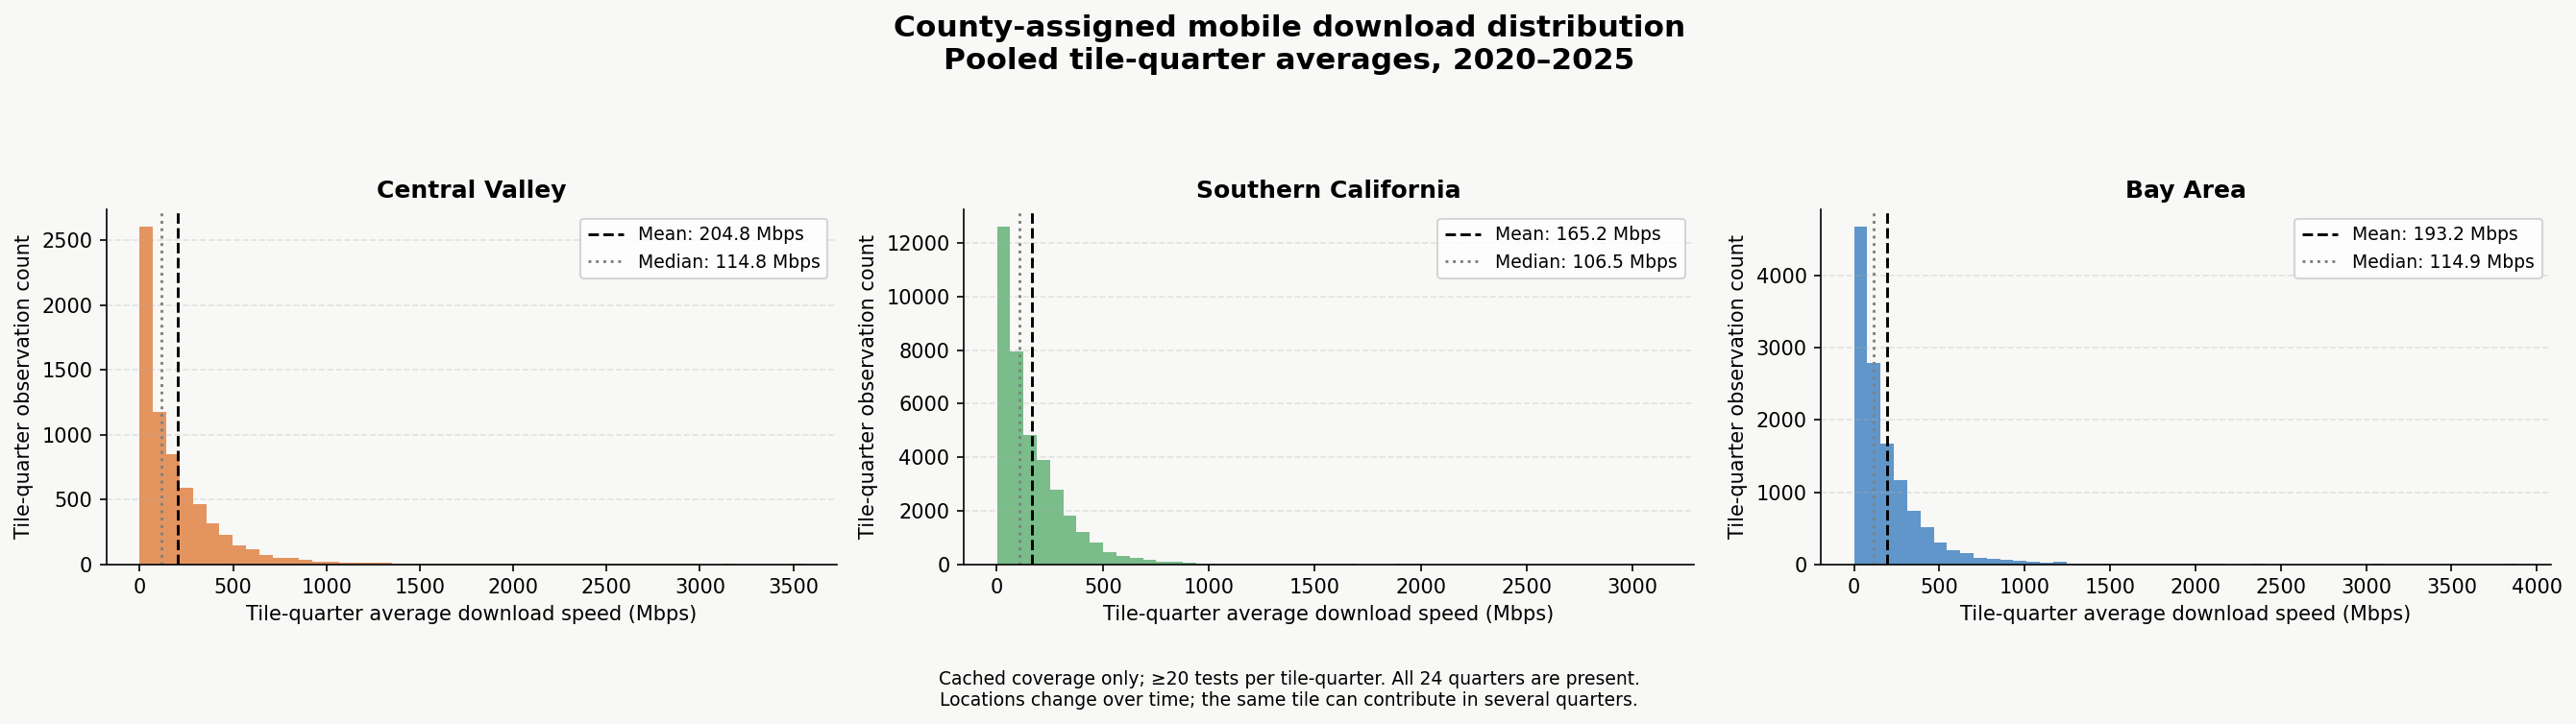 County-assigned mobile download distribution
Pooled tile-quarter averages, 2020–2025
Central Valley
Tile-quarter observation count
2500
2000
1500
1000
500
0
Mean: 204.8 Mbps
Median: 114.8 Mbps
0 500 1000 1500 2000 2500 3000 3500
Tile-quarter average download speed (Mbps)
Southern California
Tile-quarter observation count
12000
10000
8000
6000
4000
2000
0
Mean: 165.2 Mbps
Median: 106.5 Mbps
0 500 1000 1500 2000 2500 3000
Tile-quarter average download speed (Mbps)
Bay Area
Tile-quarter observation count
4000
3000
2000
1000
0
Mean: 193.2 Mbps
Median: 114.9 Mbps
0 500 1000 1500 2000 2500 3000 3500 4000
Tile-quarter average download speed (Mbps)
Cached coverage only; ≥20 tests per tile-quarter. All 24 quarters are present.
Locations change over time; the same tile can contribute in several quarters.